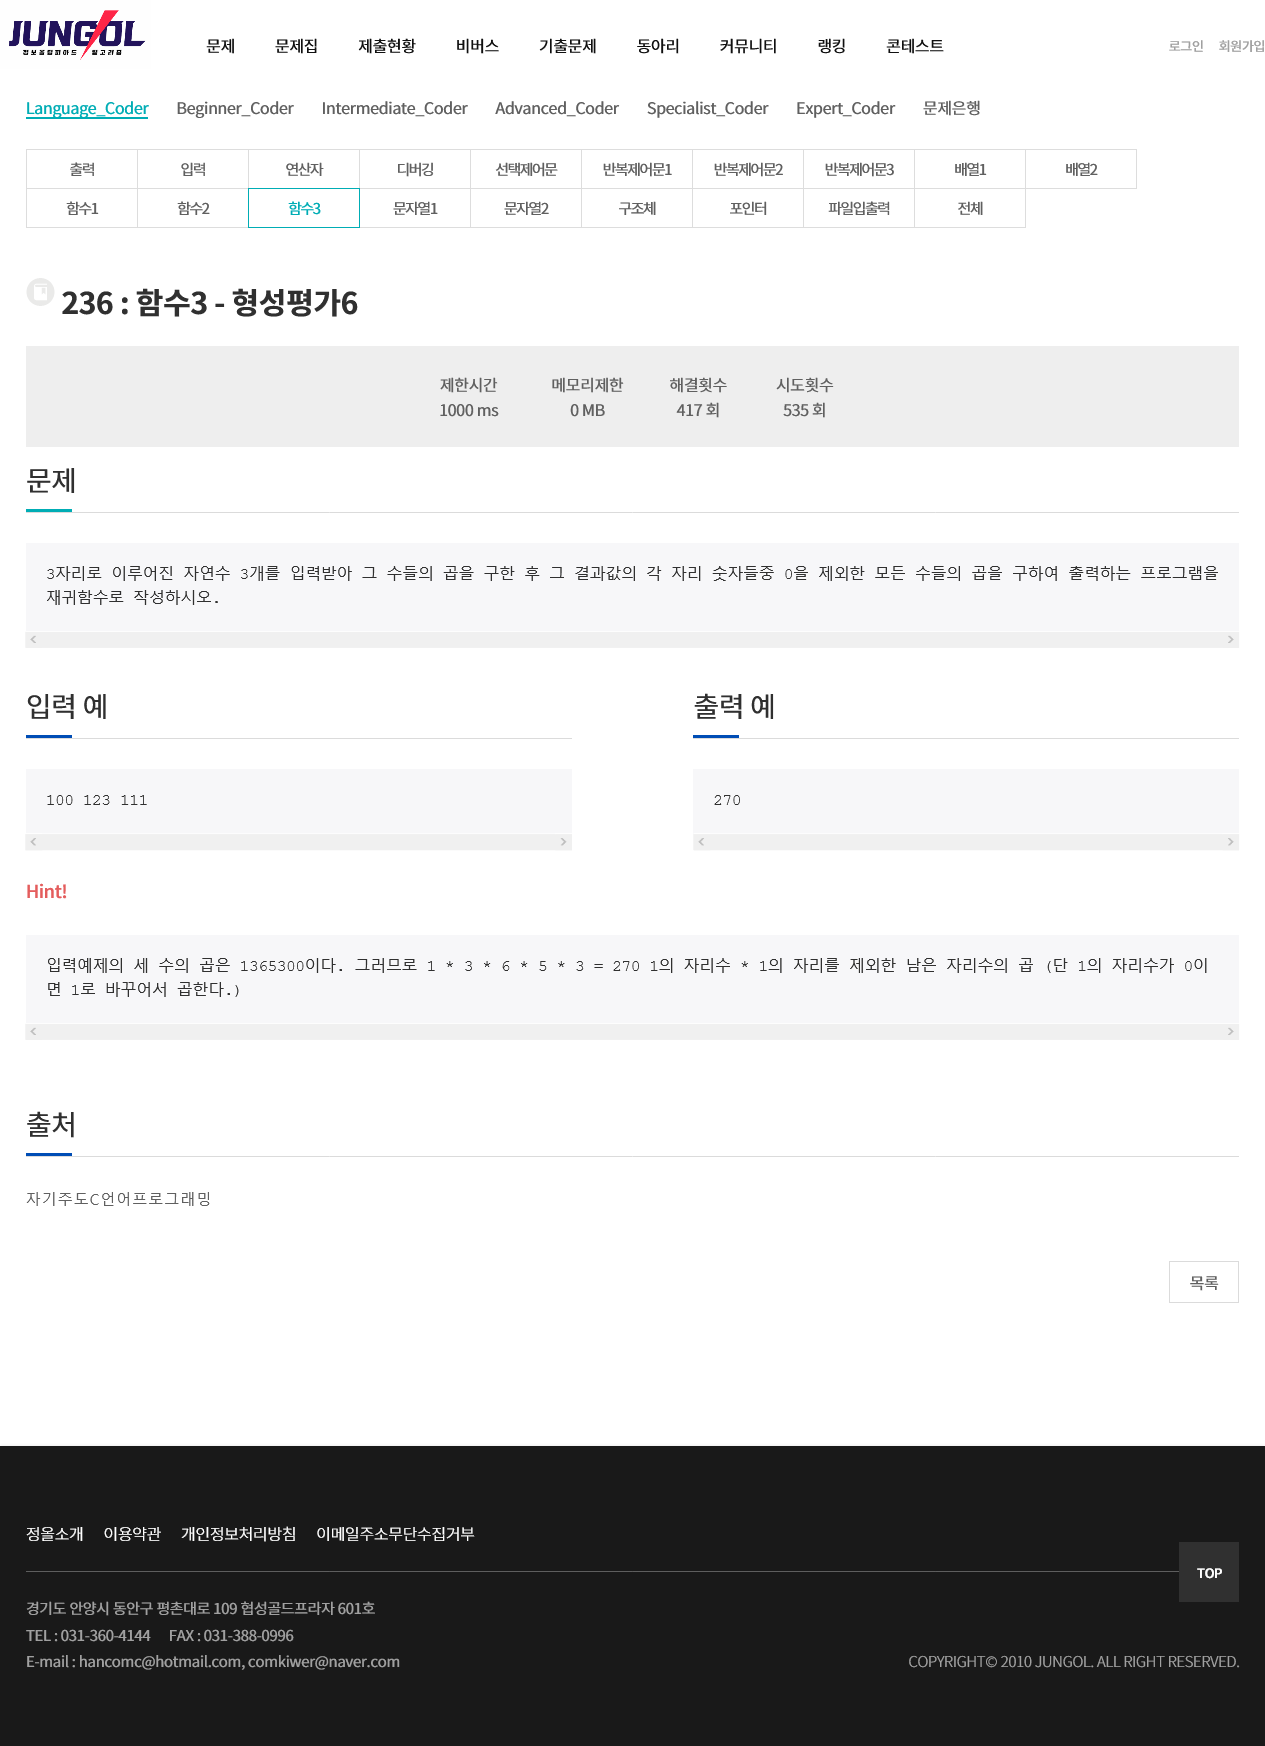 JUNGOL
정보올림피아드 알고리즘
문제 문제집 제출현황 비버스 기출문제 동아리 커뮤니티 랭킹 콘테스트 로그인 회원가입
Language_Coder Beginner_Coder Intermediate_Coder Advanced_Coder Specialist_Coder Expert_Coder 문제은행
출력 입력 연산자 디버깅 선택제어문 반복제어문1 반복제어문2 반복제어문3 배열1 배열2
함수1 함수2 함수3 문자열1 문자열2 구조체 포인터 파일입출력 전체
236 : 함수3 - 형성평가6
제한시간 메모리제한 해결횟수 시도횟수
1000 ms 0 MB 417 회 535 회
문제
3자리로 이루어진 자연수 3개를 입력받아 그 수들의 곱을 구한 후 그 결과값의 각 자리 숫자들중 0을 제외한 모든 수들의 곱을 구하여 출력하는 프로그램을
재귀함수로 작성하시오.
입력 예 출력 예
100 123 111 270
Hint!
입력예제의 세 수의 곱은 1365300이다. 그러므로 1 * 3 * 6 * 5 * 3 = 270 1의 자리수 * 1의 자리를 제외한 남은 자리수의 곱 (단 1의 자리수가 0이
면 1로 바꾸어서 곱한다.)
출처
자기주도C언어프로그래밍
목록
정올소개 이용약관 개인정보처리방침 이메일주소무단수집거부
TOP
경기도 안양시 동안구 평촌대로 109 협성골드프라자 601호
TEL : 031-360-4144 FAX : 031-388-0996
E-mail : hancomc@hotmail.com, comkiwer@naver.com COPYRIGHT© 2010 JUNGOL. ALL RIGHT RESERVED.